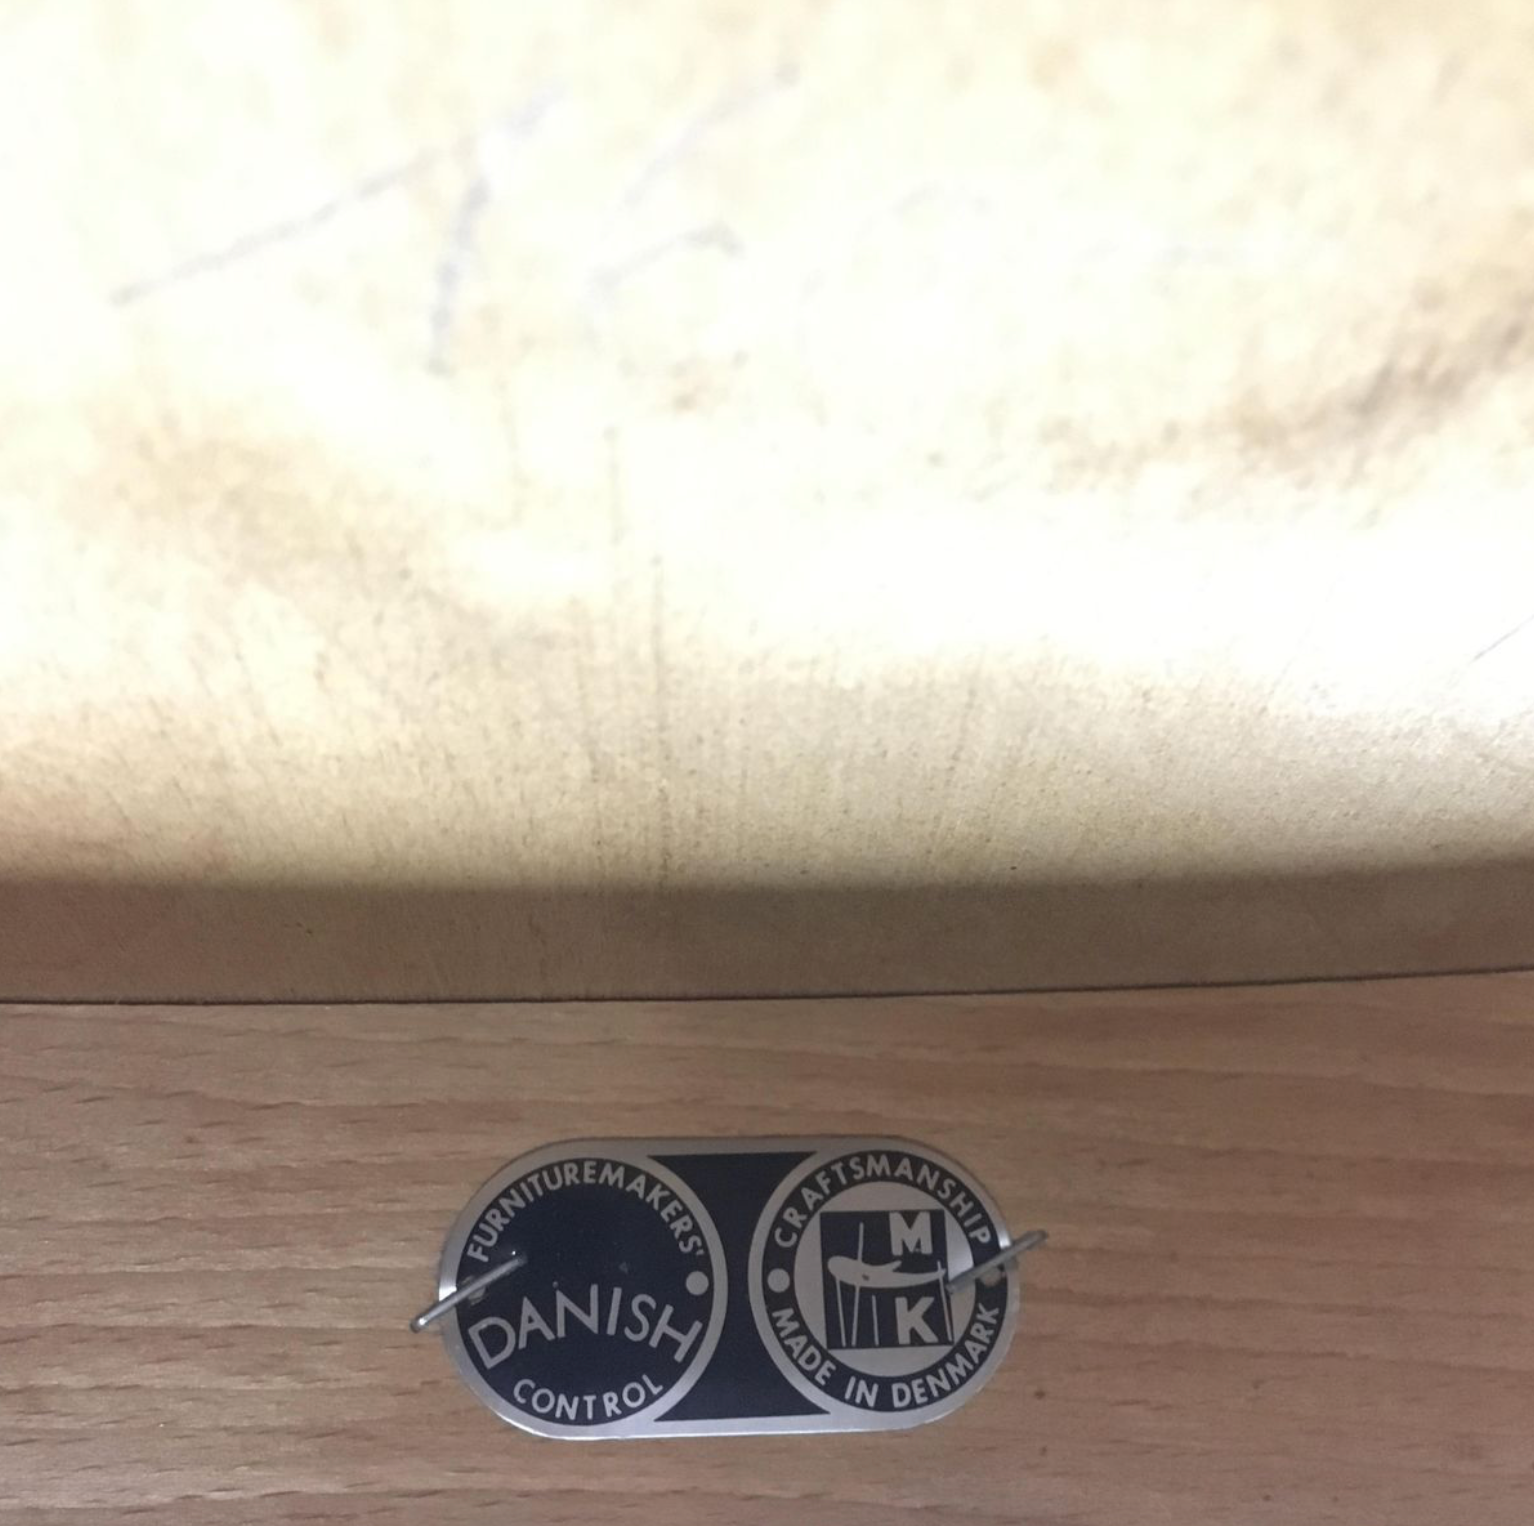 FURNITUREMAKERS'
DANISH
CONTROL
CRAFTSMANSHIP
M
K
MADE IN DENMARK